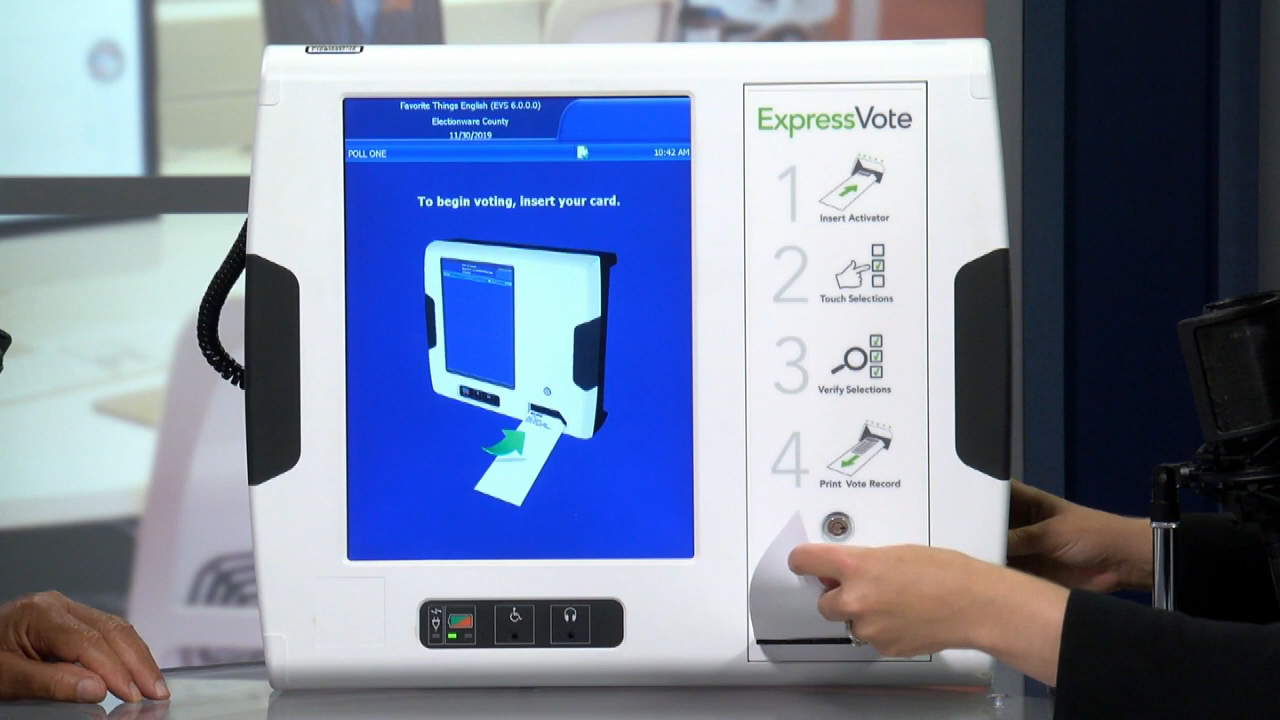 Favorite Things English (EVS 6.0.0.0)
Electionware County
11/30/2019
POLL ONE
10:42 AM
To begin voting, insert your card.
ExpressVote
1
Insert Activator
2
Touch Selections
3
Verify Selections
4
Print Vote Record